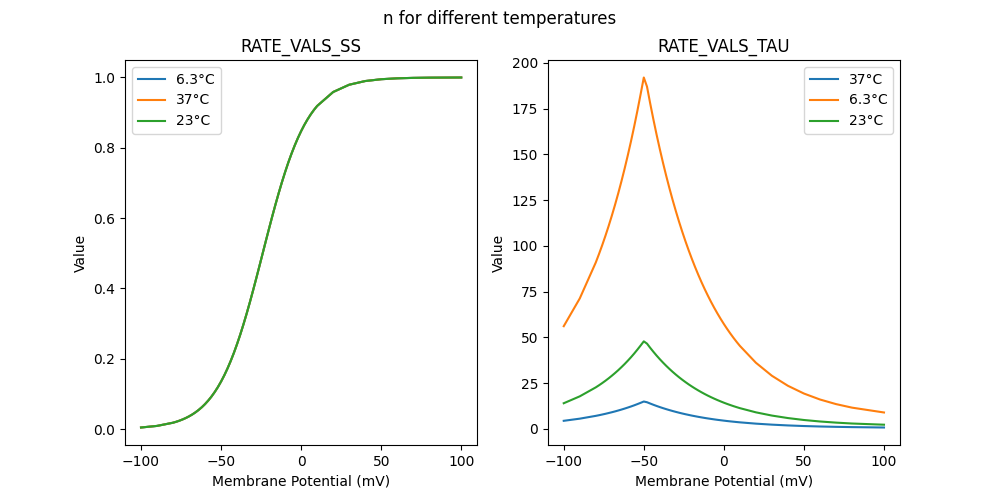 n for different temperatures
RATE_VALS_SS
1.0
0.8
0.6
0.4
0.2
0.0
Value
6.3°C
37°C
23°C
−100
−50
0
50
100
Membrane Potential (mV)
RATE_VALS_TAU
200
175
150
125
100
75
50
25
0
Value
37°C
6.3°C
23°C
−100
−50
0
50
100
Membrane Potential (mV)